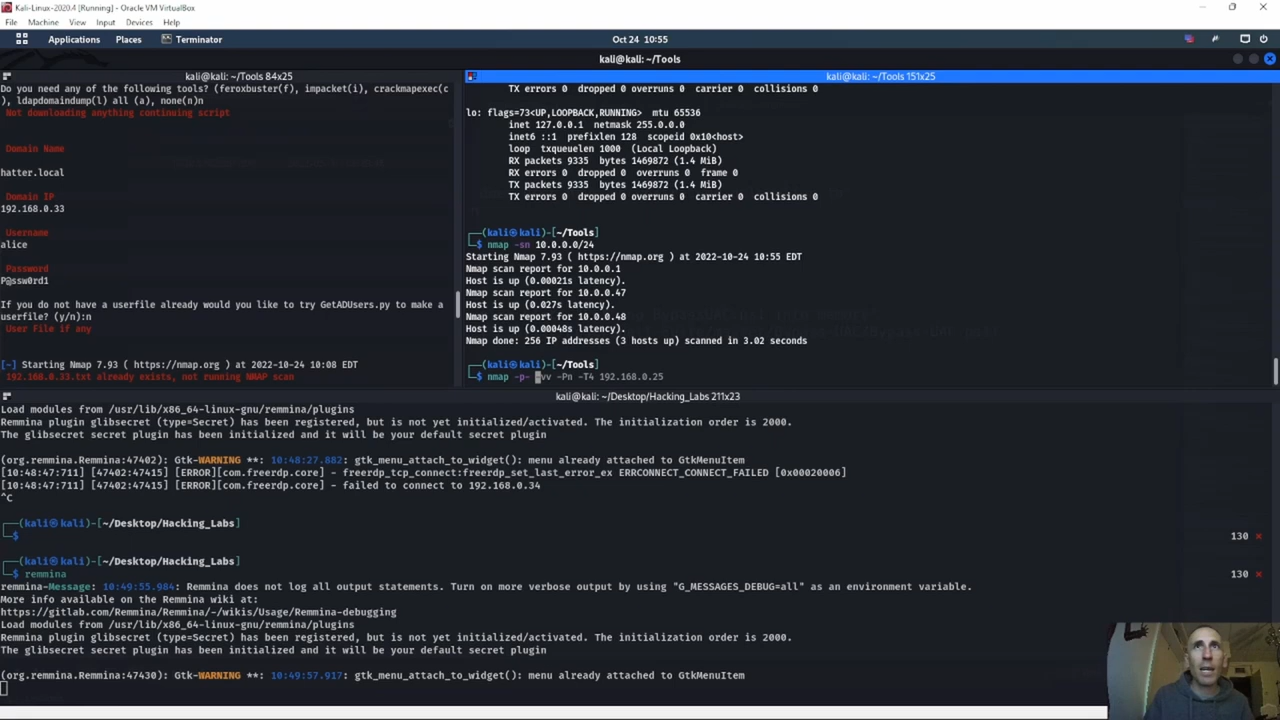 Kali-Linux-2020.4 [Running] - Oracle VM VirtualBox
File Machine View Input Devices Help
Applications Places Terminator Oct 24 10:55
kali@kali: ~/Tools
kali@kali: ~/Tools 84x25
Do you need any of the following tools? (feroxbuster(f), impacket(i), crackmapexec(c
), ldapdomaindump(l) all (a), none(n)n
Not downloading anything continuing script
Domain Name
hatter.local
Domain IP
192.168.0.33
Username
alice
Password
P@ssw0rd1
If you do not have a userfile already would you like to try GetADUsers.py to make a
userfile? (y/n):n
User File if any
[~] Starting Nmap 7.93 ( https://nmap.org ) at 2022-10-24 10:08 EDT
192.168.0.33.txt already exists, not running NMAP scan
kali@kali: ~/Tools 151x25
TX errors 0 dropped 0 overruns 0 carrier 0 collisions 0
lo: flags=73<UP,LOOPBACK,RUNNING> mtu 65536
inet 127.0.0.1 netmask 255.0.0.0
inet6 ::1 prefixlen 128 scopeid 0x10<host>
loop txqueuelen 1000 (Local Loopback)
RX packets 9335 bytes 1469872 (1.4 MiB)
RX errors 0 dropped 0 overruns 0 frame 0
TX packets 9335 bytes 1469872 (1.4 MiB)
TX errors 0 dropped 0 overruns 0 carrier 0 collisions 0
┌──(kali㉿kali)-[~/Tools]
└─$ nmap -sn 10.0.0.0/24
Starting Nmap 7.93 ( https://nmap.org ) at 2022-10-24 10:55 EDT
Nmap scan report for 10.0.0.1
Host is up (0.00021s latency).
Nmap scan report for 10.0.0.47
Host is up (0.027s latency).
Nmap scan report for 10.0.0.48
Host is up (0.00048s latency).
Nmap done: 256 IP addresses (3 hosts up) scanned in 3.02 seconds
┌──(kali㉿kali)-[~/Tools]
└─$ nmap -p- -vv -Pn -T4 192.168.0.25
kali@kali: ~/Desktop/Hacking_Labs 211x23
Load modules from /usr/lib/x86_64-linux-gnu/remmina/plugins
Remmina plugin glibsecret (type=Secret) has been registered, but is not yet initialized/activated. The initialization order is 2000.
The glibsecret secret plugin has been initialized and it will be your default secret plugin
(org.remmina.Remmina:47402): Gtk-WARNING **: 10:48:27.882: gtk_menu_attach_to_widget(): menu already attached to GtkMenuItem
[10:48:47:711] [47402:47415] [ERROR][com.freerdp.core] - freerdp_tcp_connect:freerdp_set_last_error_ex ERRCONNECT_CONNECT_FAILED [0x00020006]
[10:48:47:711] [47402:47415] [ERROR][com.freerdp.core] - failed to connect to 192.168.0.34
^C
┌──(kali㉿kali)-[~/Desktop/Hacking_Labs]
└─$ 130 ⨯
┌──(kali㉿kali)-[~/Desktop/Hacking_Labs]
└─$ remmina 130 ⨯
remmina-Message: 10:49:55.984: Remmina does not log all output statements. Turn on more verbose output by using "G_MESSAGES_DEBUG=all" as an environment variable.
More info available on the Remmina wiki at:
https://gitlab.com/Remmina/Remmina/-/wikis/Usage/Remmina-debugging
Load modules from /usr/lib/x86_64-linux-gnu/remmina/plugins
Remmina plugin glibsecret (type=Secret) has been registered, but is not yet initialized/activated. The initialization order is 2000.
The glibsecret secret plugin has been initialized and it will be your default secret plugin
(org.remmina.Remmina:47430): Gtk-WARNING **: 10:49:57.917: gtk_menu_attach_to_widget(): menu already attached to GtkMenuItem